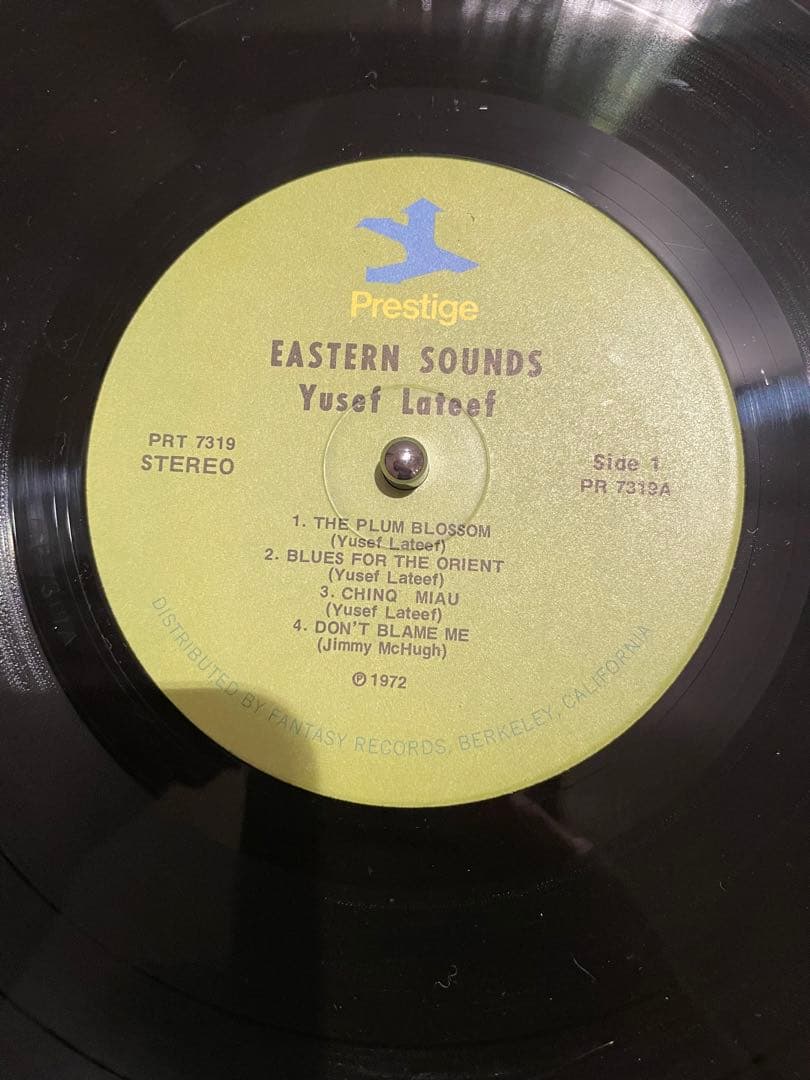 Prestige
EASTERN SOUNDS
Yusef Lateef
PRT 7319
STEREO
Side 1
PR 7319A
1. THE PLUM BLOSSOM
(Yusef Lateef)
2. BLUES FOR THE ORIENT
(Yusef Lateef)
3. CHINQ MIAU
(Yusef Lateef)
4. DON'T BLAME ME
(Jimmy McHugh)
℗ 1972
DISTRIBUTED BY FANTASY RECORDS, BERKELEY, CALIFORNIA